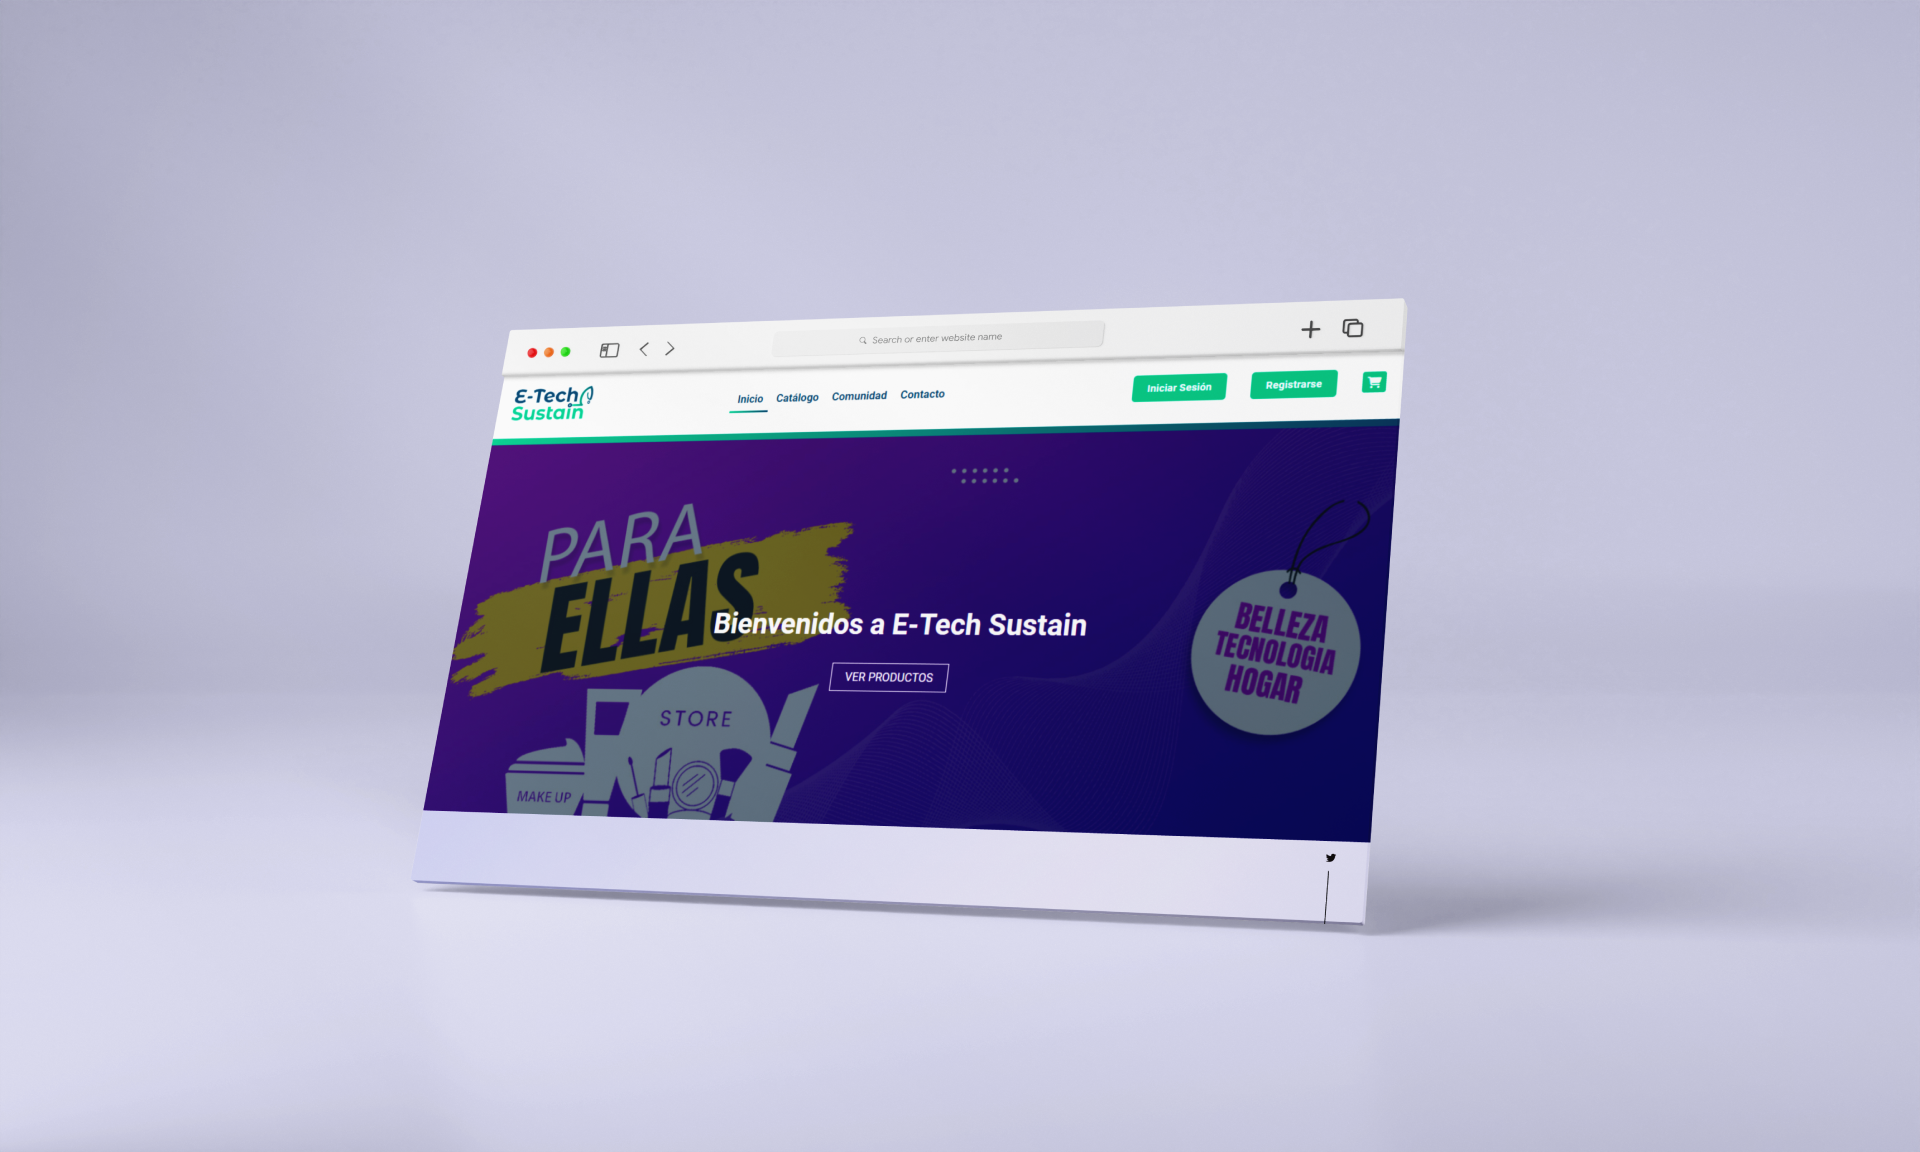 Search or enter website name
E-Tech
Sustain
Inicio Catálogo Comunidad Contacto
Iniciar Sesión Registrarse
PARA
ELLAS
Bienvenidos a E-Tech Sustain
VER PRODUCTOS
BELLEZA
TECNOLOGIA
HOGAR
STORE
MAKE UP